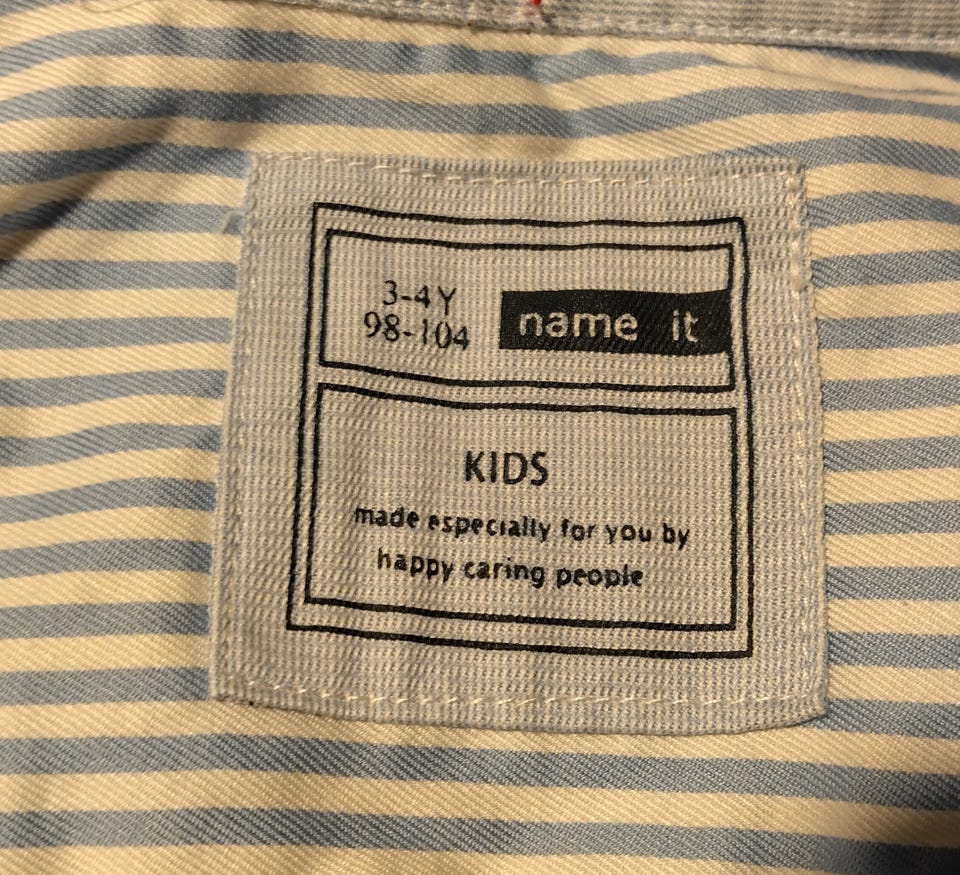 3-4Y
98-104
name it
KIDS
made especially for you by
happy caring people